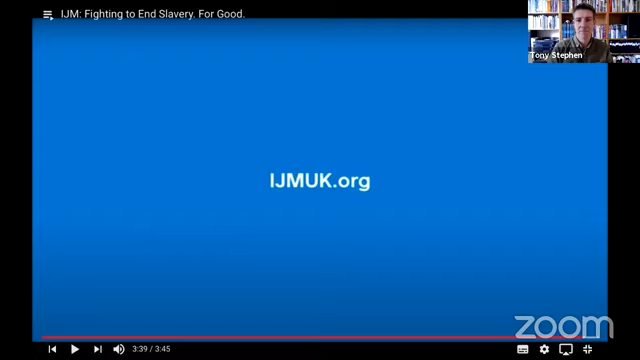 IJM: Fighting to End Slavery. For Good.
Tony Stephen
IJMUK.org
zoom
3:39 / 3:45